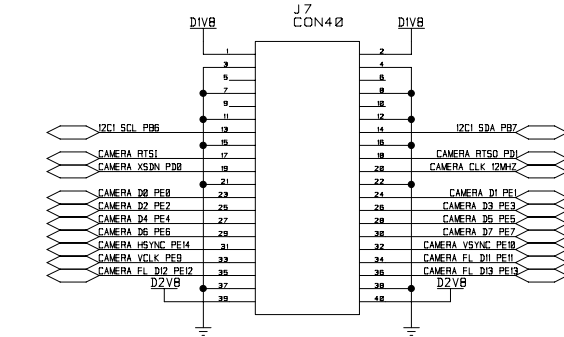 J7
CON40
D1V8 D1V8
1 2
3 4
5 6
7 8
9 10
11 12
I2C1 SCL PB6 13 14 I2C1 SDA PB7
15 16
CAMERA RTS1 17 18 CAMERA RTS0 PD1
CAMERA XSDN PD0 19 20 CAMERA CLK 12MHZ
21 22
CAMERA D0 PE0 23 24 CAMERA D1 PE1
CAMERA D2 PE2 25 26 CAMERA D3 PE3
CAMERA D4 PE4 27 28 CAMERA D5 PE5
CAMERA D6 PE6 29 30 CAMERA D7 PE7
CAMERA HSYNC PE14 31 32 CAMERA VSYNC PE10
CAMERA VCLK PE9 33 34 CAMERA FL D11 PE11
CAMERA FL D12 PE12 35 36 CAMERA FL D13 PE13
D2V8 37 38 D2V8
39 40